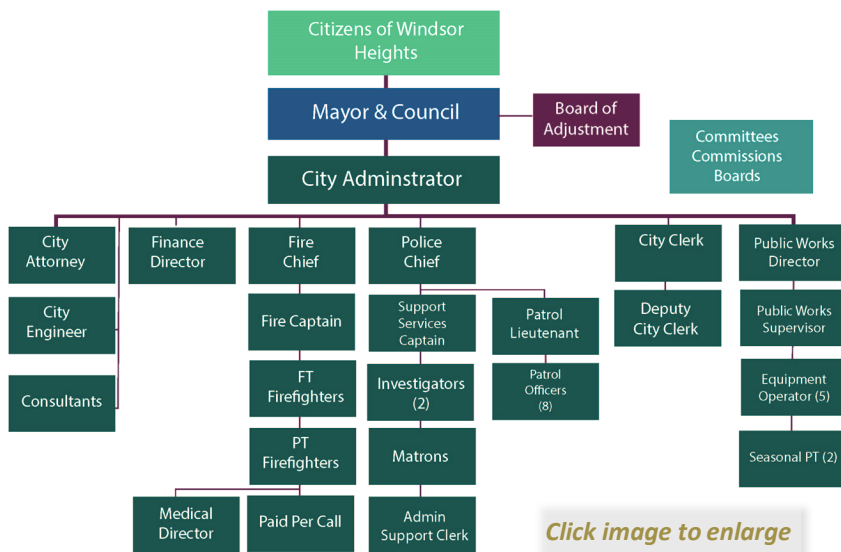 Citizens of Windsor
Heights
Mayor & Council
Board of
Adjustment
Committees
Commissions
Boards
City Adminstrator
City
Attorney
Finance
Director
Fire
Chief
Police
Chief
City Clerk
Public Works
Director
City
Engineer
Fire Captain
Support
Services
Captain
Patrol
Lieutenant
Deputy
City Clerk
Public Works
Supervisor
Consultants
FT
Firefighters
Investigators
(2)
Patrol
Officers
(8)
Equipment
Operator (5)
PT
Firefighters
Matrons
Seasonal PT (2)
Medical
Director
Paid Per Call
Admin
Support Clerk
Click image to enlarge